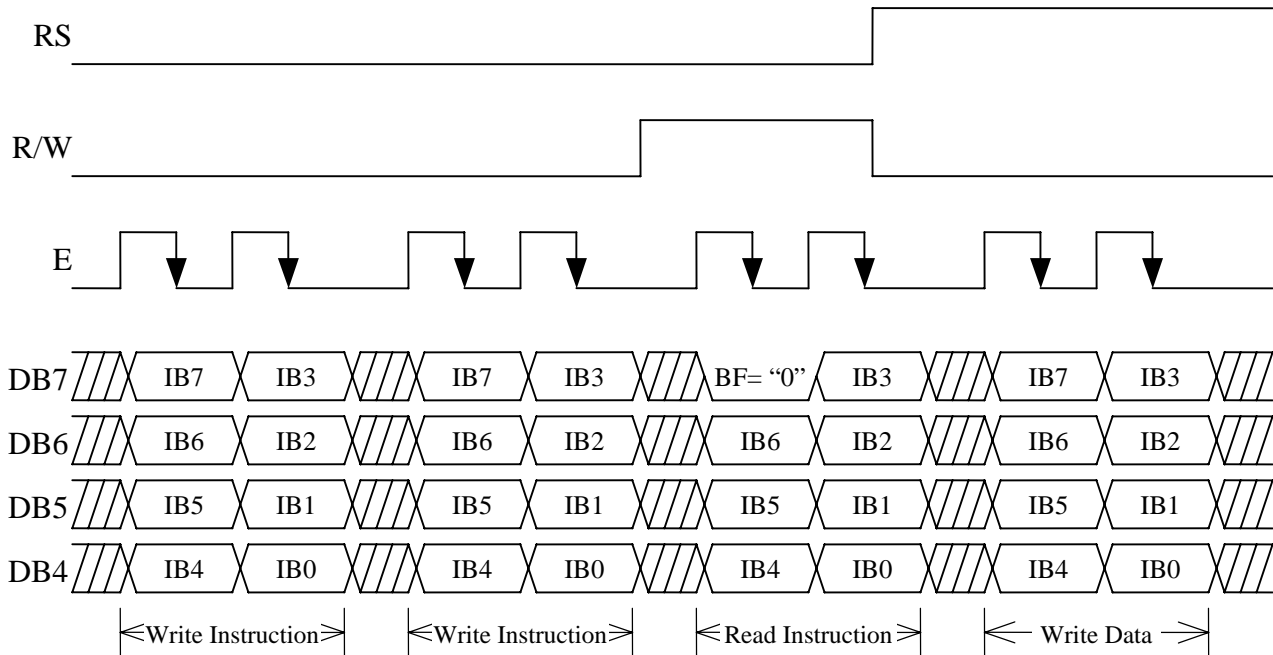 RS
R/W
E
DB7 IB7 IB3 IB7 IB3 BF= “0” IB3 IB7 IB3
DB6 IB6 IB2 IB6 IB2 IB6 IB2 IB6 IB2
DB5 IB5 IB1 IB5 IB1 IB5 IB1 IB5 IB1
DB4 IB4 IB0 IB4 IB0 IB4 IB0 IB4 IB0
Write Instruction Write Instruction Read Instruction Write Data